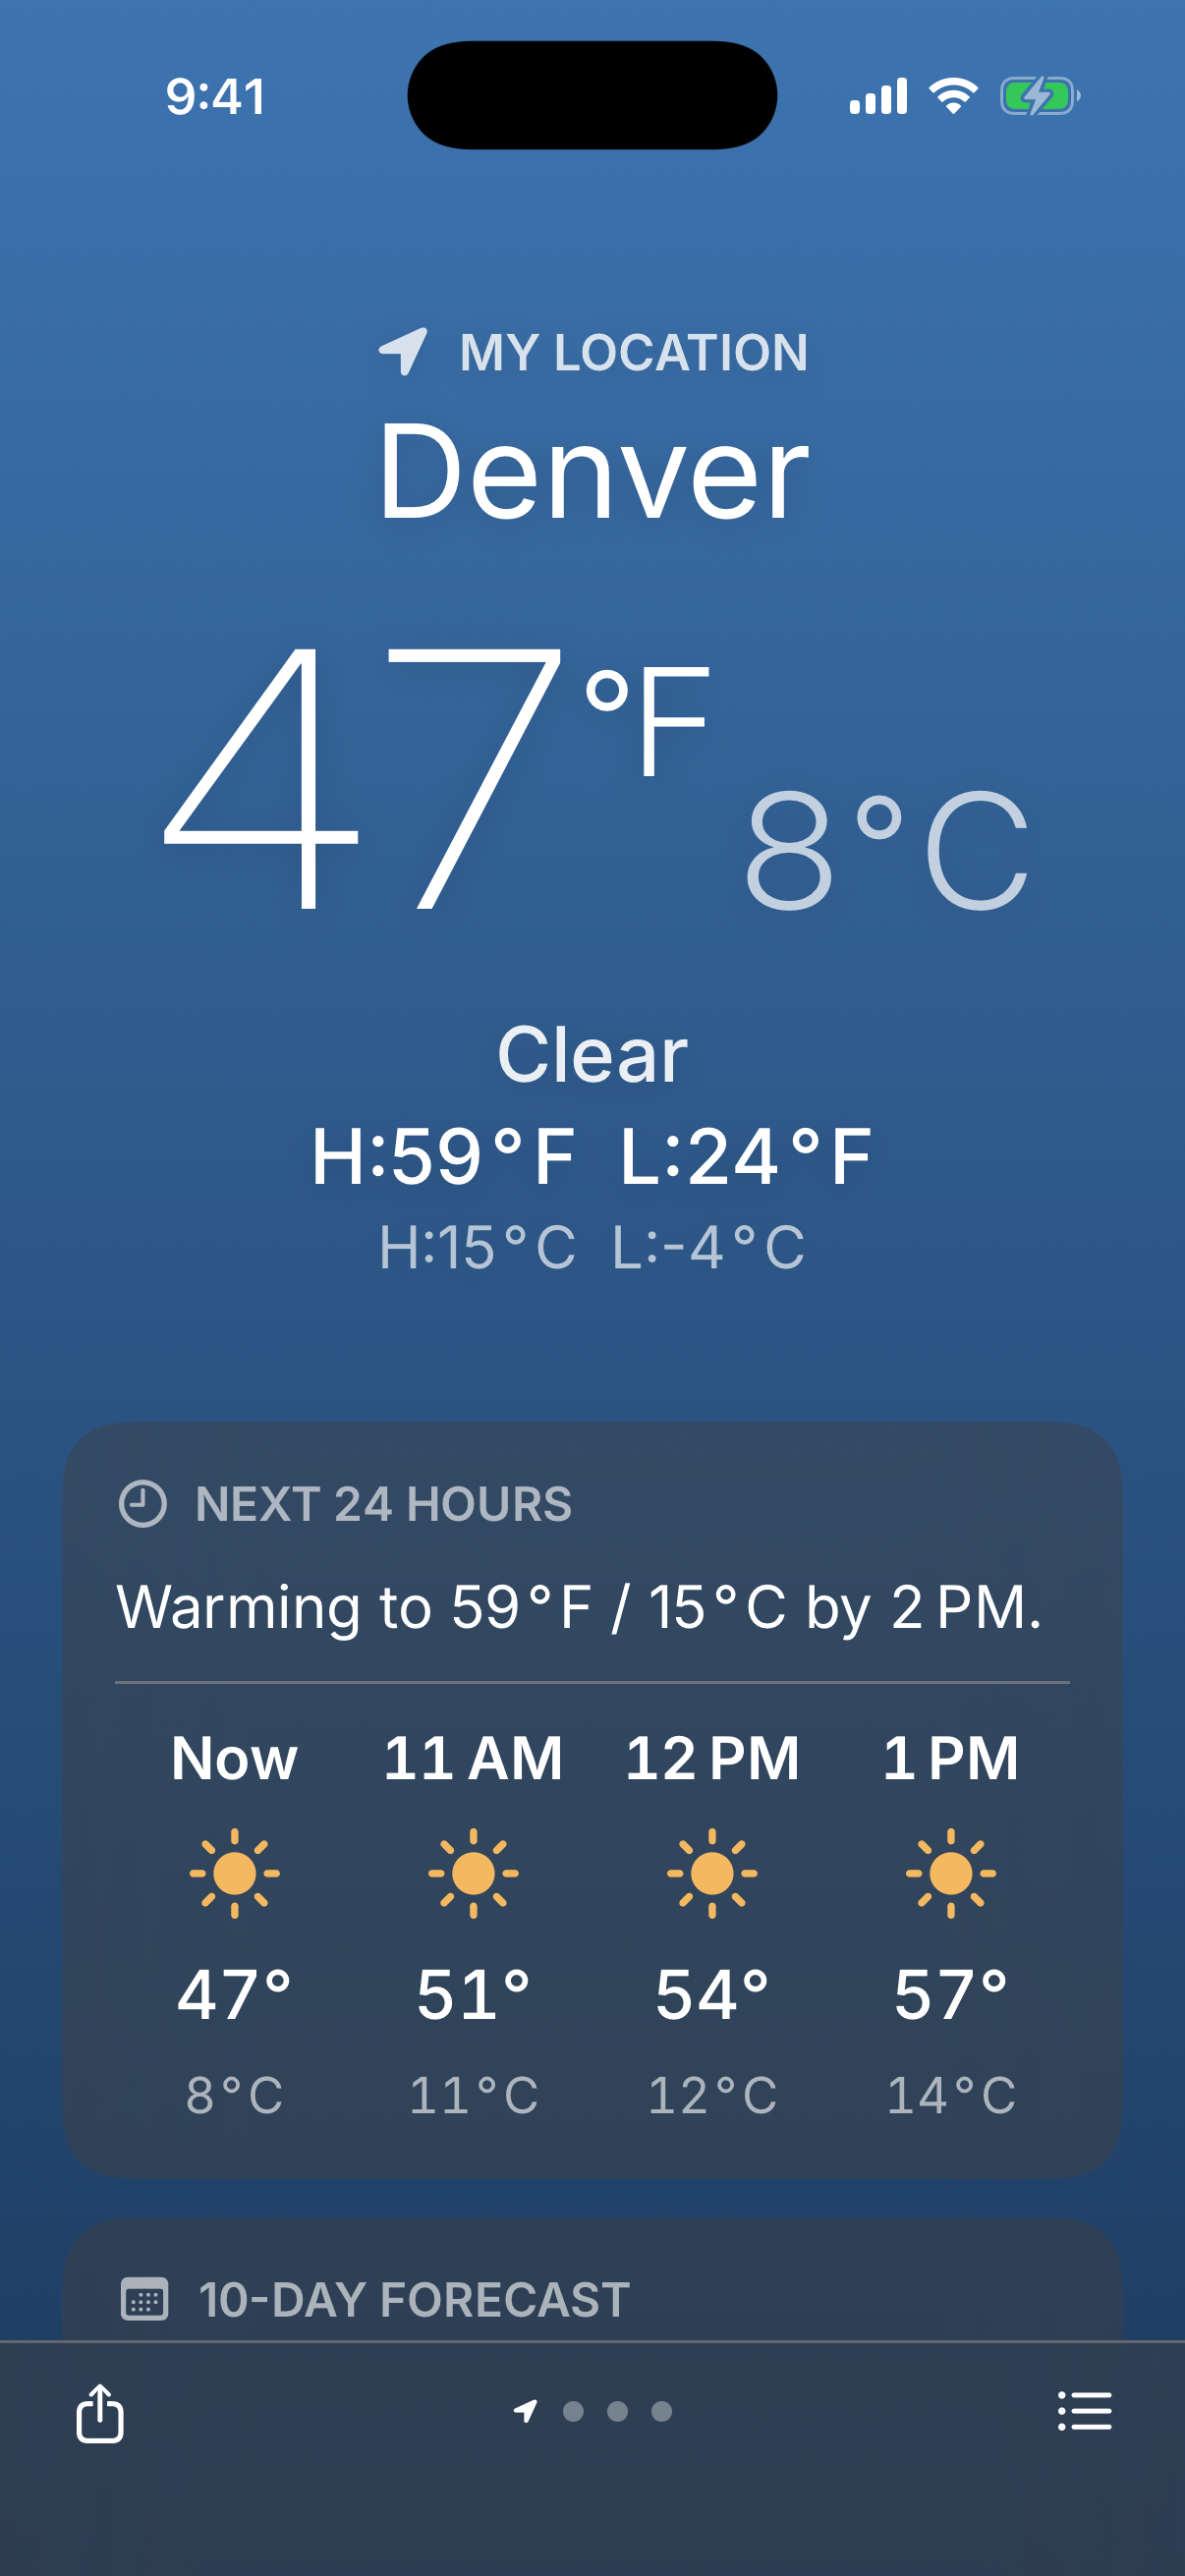 9:41
MY LOCATION
Denver
47°F 8°C
Clear
H:59°F L:24°F
H:15°C L:-4°C
NEXT 24 HOURS
Warming to 59°F / 15°C by 2 PM.
Now 11 AM 12 PM 1 PM
47° 51° 54° 57°
8°C 11°C 12°C 14°C
10-DAY FORECAST